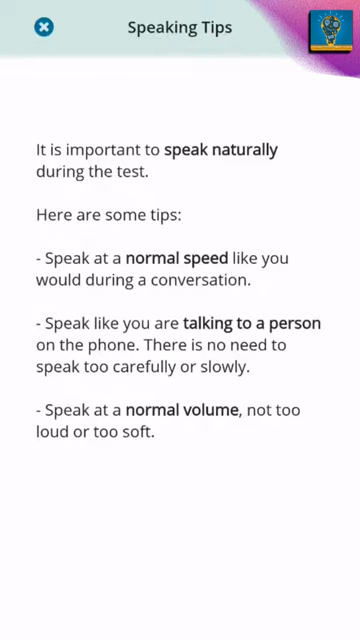 Speaking Tips
It is important to speak naturally
during the test.
Here are some tips:
- Speak at a normal speed like you
would during a conversation.
- Speak like you are talking to a person
on the phone. There is no need to
speak too carefully or slowly.
- Speak at a normal volume, not too
loud or too soft.